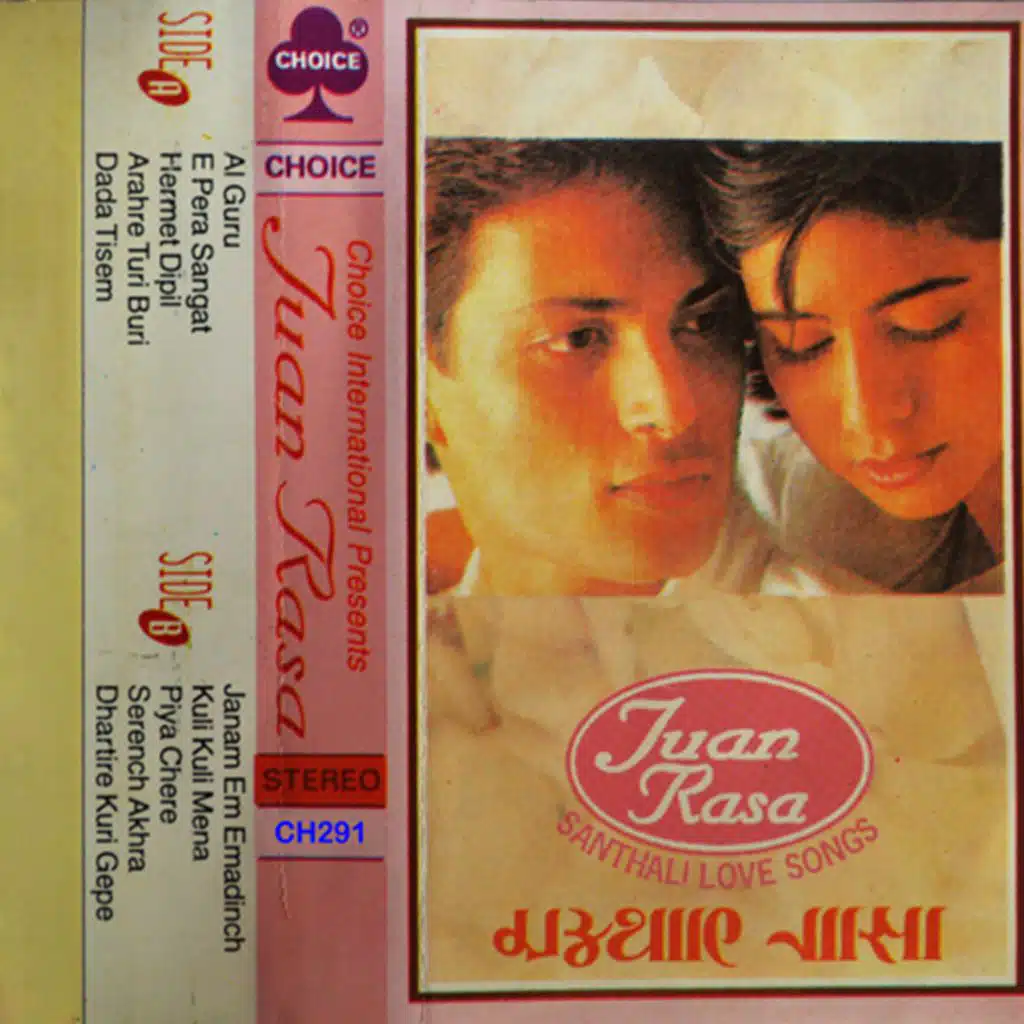 SIDE A
Al Guru
E Pera Sangat
Hermet Dipil
Arahre Turi Buri
Dada Tisem
SIDE B
Janam Em Emadinch
Kuli Kuli Mena
Piya Chere
Serench Akhra
Dhartire Kuri Gepe
CHOICE ®
CHOICE
Choice International Presents
Juan Rasa
STEREO
CH291
Juan
Rasa
SANTHALI LOVE SONGS